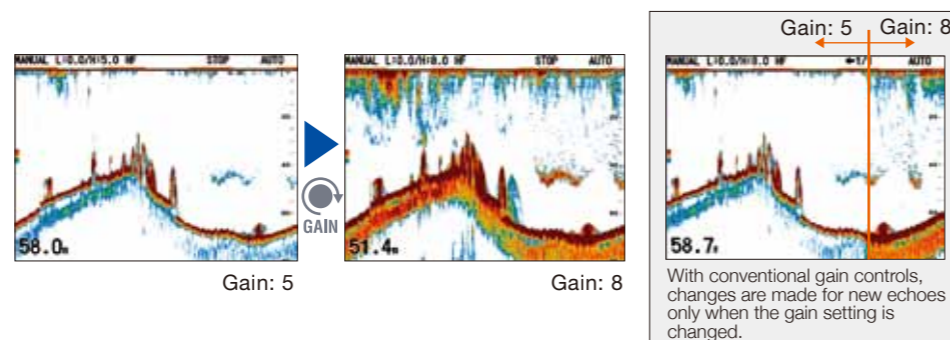 Gain: 5 Gain: 8
MANUAL L:0.0/H:5.0 HF STOP AUTO
MANUAL L:0.0/H:8.0 HF STOP AUTO
MANUAL L:0.0/H:8.0 HF AUTO
GAIN
58.0m
51.4m
58.7
Gain: 5
Gain: 8
With conventional gain controls,
changes are made for new echoes
only when the gain setting is
changed.